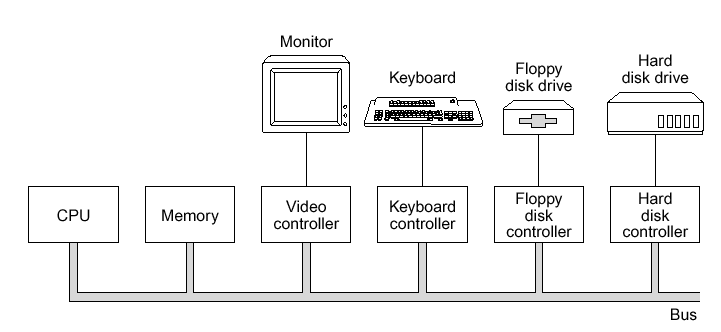 Monitor
Keyboard
Floppy
disk drive
Hard
disk drive
CPU
Memory
Video
controller
Keyboard
controller
Floppy
disk
controller
Hard
disk
controller
Bus